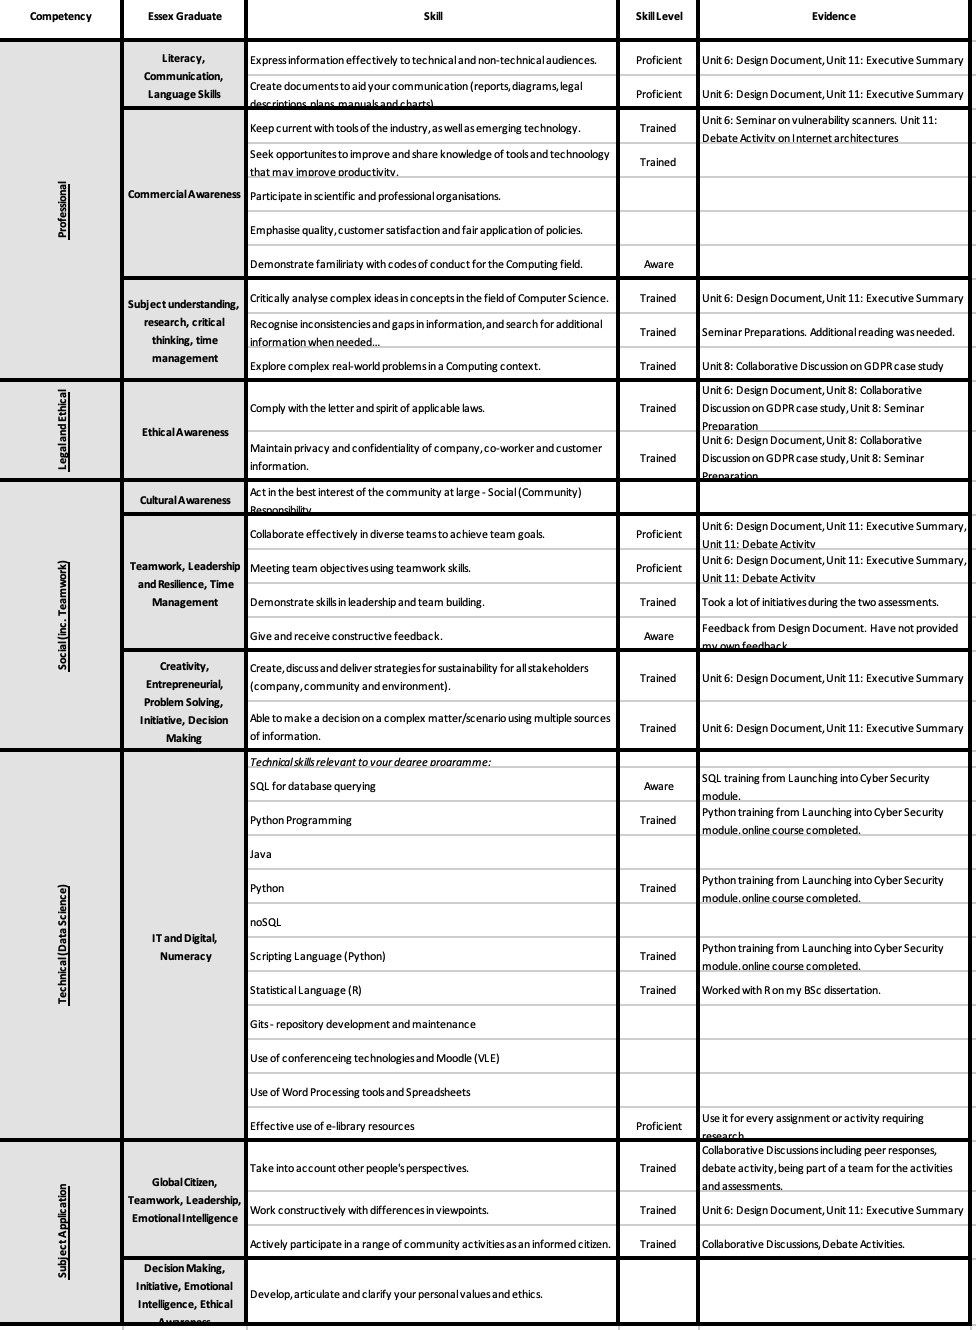 Competency
Essex Graduate
Skill
Skill Level
Evidence
Professional
Literacy,
Communication,
Language Skills
Express information effectively to technical and non-technical audiences.
Proficient
Unit 6: Design Document, Unit 11: Executive Summary
Create documents to aid your communication (reports, diagrams, legal
descriptions, plans, manuals and charts)
Proficient
Unit 6: Design Document, Unit 11: Executive Summary
Commercial Awareness
Keep current with tools of the industry, as well as emerging technology.
Trained
Unit 6: Seminar on vulnerability scanners. Unit 11:
Debate Activity on Internet architectures
Seek opportunites to improve and share knowledge of tools and technoology
that may improve productivity.
Trained
Participate in scientific and professional organisations.
Emphasise quality, customer satisfaction and fair application of policies.
Demonstrate familiriaty with codes of conduct for the Computing field.
Aware
Subject understanding,
research, critical
thinking, time
management
Critically analyse complex ideas in concepts in the field of Computer Science.
Trained
Unit 6: Design Document, Unit 11: Executive Summary
Recognise inconsistencies and gaps in information, and search for additional
information when needed...
Trained
Seminar Preparations. Additional reading was needed.
Explore complex real-world problems in a Computing context.
Trained
Unit 8: Collaborative Discussion on GDPR case study
Legal and Ethical
Ethical Awareness
Comply with the letter and spirit of applicable laws.
Trained
Unit 6: Design Document, Unit 8: Collaborative
Discussion on GDPR case study, Unit 8: Seminar
Preparation
Maintain privacy and confidentiality of company, co-worker and customer
information.
Trained
Unit 6: Design Document, Unit 8: Collaborative
Discussion on GDPR case study, Unit 8: Seminar
Preparation
Social (inc. Teamwork)
Cultural Awareness
Act in the best interest of the community at large - Social (Community)
Responsibility
Teamwork, Leadership
and Resilience, Time
Management
Collaborate effectively in diverse teams to achieve team goals.
Proficient
Unit 6: Design Document, Unit 11: Executive Summary,
Unit 11: Debate Activity
Meeting team objectives using teamwork skills.
Proficient
Unit 6: Design Document, Unit 11: Executive Summary,
Unit 11: Debate Activity
Demonstrate skills in leadership and team building.
Trained
Took a lot of initiatives during the two assessments.
Give and receive constructive feedback.
Aware
Feedback from Design Document. Have not provided
my own feedback
Creativity,
Entrepreneurial,
Problem Solving,
Initiative, Decision
Making
Create, discuss and deliver strategies for sustainability for all stakeholders
(company, community and environment).
Trained
Unit 6: Design Document, Unit 11: Executive Summary
Able to make a decision on a complex matter/scenario using multiple sources
of information.
Trained
Unit 6: Design Document, Unit 11: Executive Summary
Technical (Data Science)
IT and Digital,
Numeracy
Technical skills relevant to your degree programme:
SQL for database querying
Aware
SQL training from Launching into Cyber Security
module.
Python Programming
Trained
Python training from Launching into Cyber Security
module, online course completed.
Java
Python
Trained
Python training from Launching into Cyber Security
module, online course completed.
noSQL
Scripting Language (Python)
Trained
Python training from Launching into Cyber Security
module, online course completed.
Statistical Language (R)
Trained
Worked with R on my BSc dissertation.
Gits - repository development and maintenance
Use of conferenceing technologies and Moodle (VLE)
Use of Word Processing tools and Spreadsheets
Effective use of e-library resources
Proficient
Use it for every assignment or activity requiring
research
Subject Application
Global Citizen,
Teamwork, Leadership,
Emotional Intelligence
Take into account other people's perspectives.
Trained
Collaborative Discussions including peer responses,
debate activity, being part of a team for the activities
and assessments.
Work constructively with differences in viewpoints.
Trained
Unit 6: Design Document, Unit 11: Executive Summary
Actively participate in a range of community activities as an informed citizen.
Trained
Collaborative Discussions, Debate Activities.
Decision Making,
Initiative, Emotional
Intelligence, Ethical
Awareness
Develop, articulate and clarify your personal values and ethics.